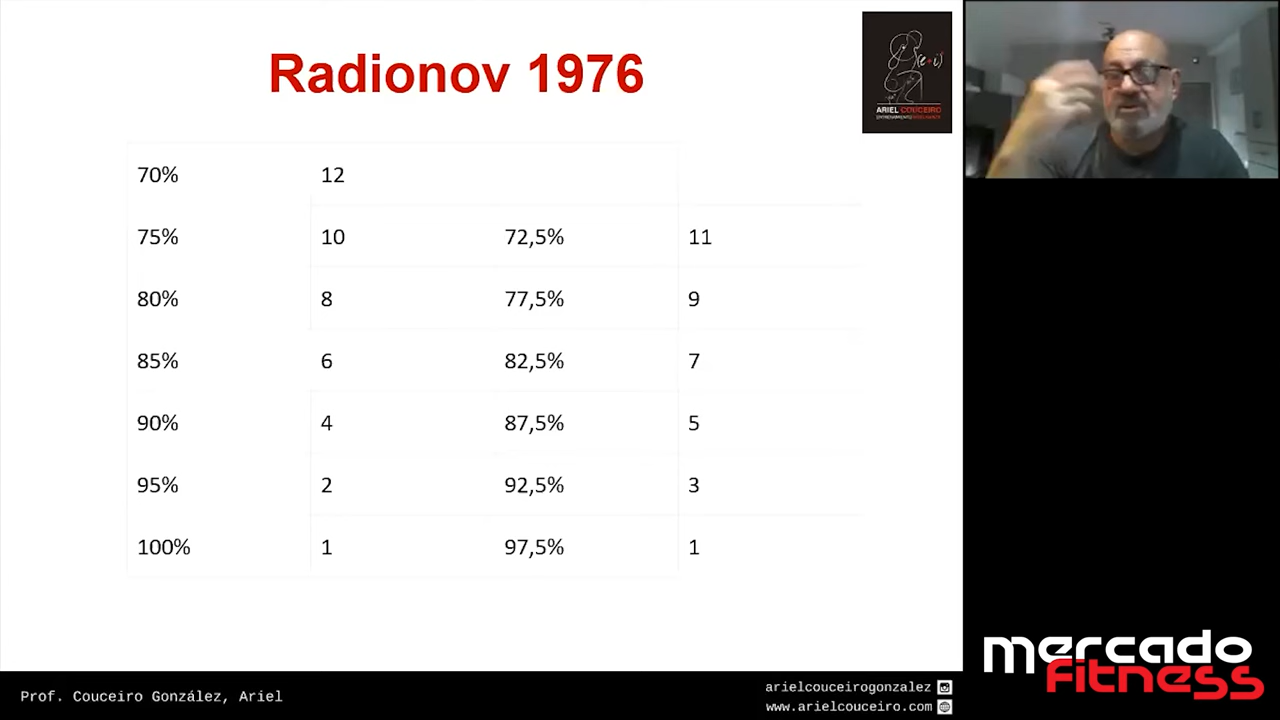 Radionov 1976
ARIEL COUCEIRO
70% 12
75% 10 72,5% 11
80% 8 77,5% 9
85% 6 82,5% 7
90% 4 87,5% 5
95% 2 92,5% 3
100% 1 97,5% 1
Prof. Couceiro González, Ariel
arielcouceirogonzalez
www.arielcouceiro.com
mercado
fitness